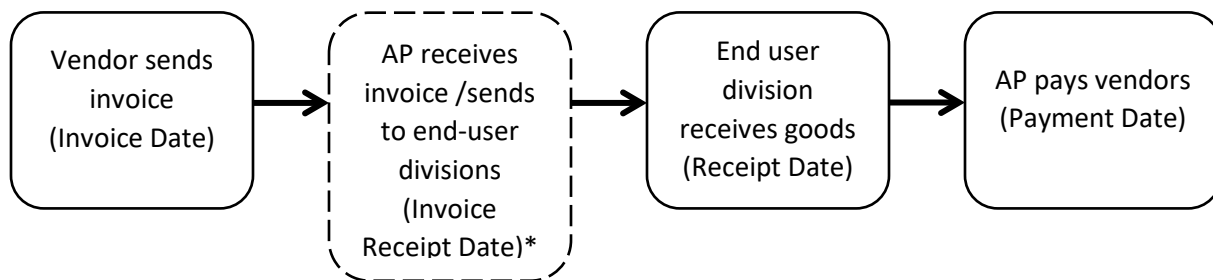 Vendor sends
invoice
(Invoice Date)
AP receives
invoice /sends
to end-user
divisions
(Invoice
Receipt Date)*
End user
division
receives goods
(Receipt Date)
AP pays vendors
(Payment Date)